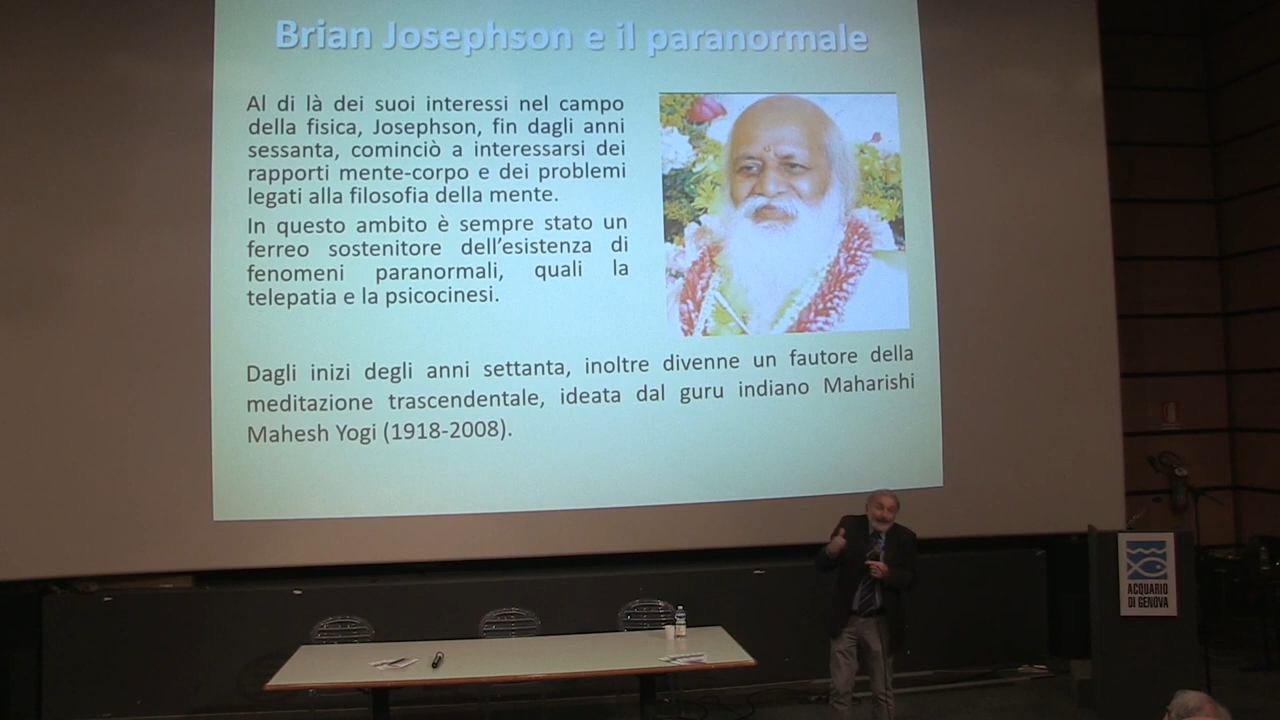 Brian Josephson e il paranormale
Al di là dei suoi interessi nel campo
della fisica, Josephson, fin dagli anni
sessanta, cominciò a interessarsi dei
rapporti mente-corpo e dei problemi
legati alla filosofia della mente.
In questo ambito è sempre stato un
ferreo sostenitore dell'esistenza di
fenomeni paranormali, quali la
telepatia e la psicocinesi.
Dagli inizi degli anni settanta, inoltre divenne un fautore della
meditazione trascendentale, ideata dal guru indiano Maharishi
Mahesh Yogi (1918-2008).
ACQUARIO
DI GENOVA